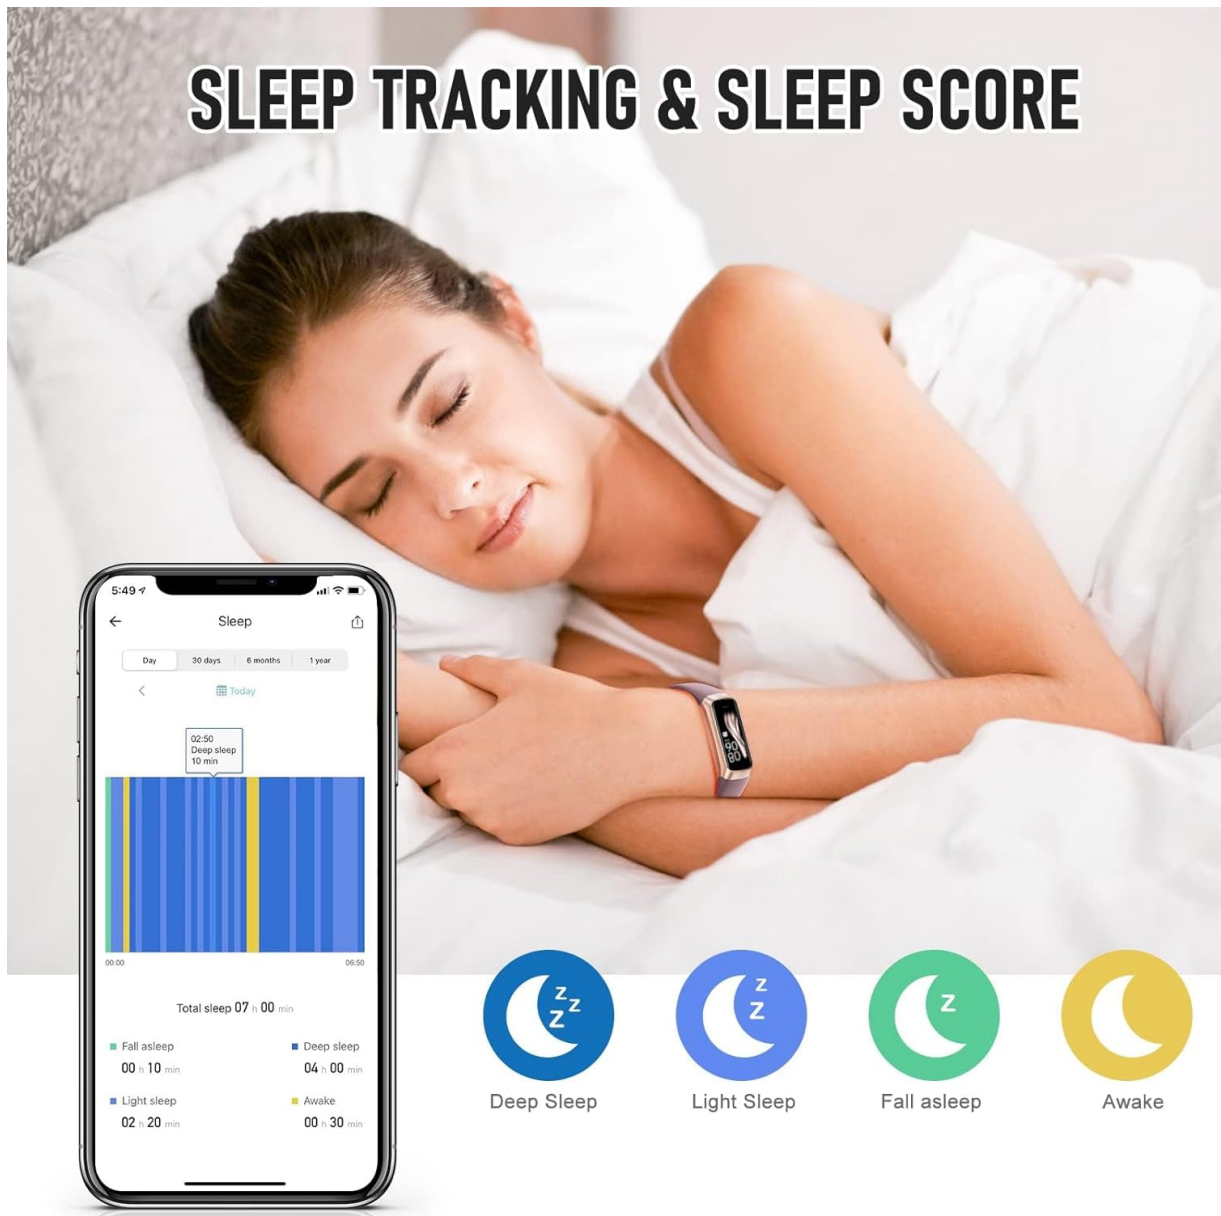 SLEEP TRACKING & SLEEP SCORE
5:49
Sleep
Day 30 days 6 months 1 year
Today
02:50
Deep sleep
10 min
00:00 06:50
Total sleep 07 h 00 min
Fall asleep Deep sleep
00 h 10 min 04 h 00 min
Light sleep Awake
02 h 20 min 00 h 30 min
06
08
z z z
z z
z
Deep Sleep Light Sleep Fall asleep Awake